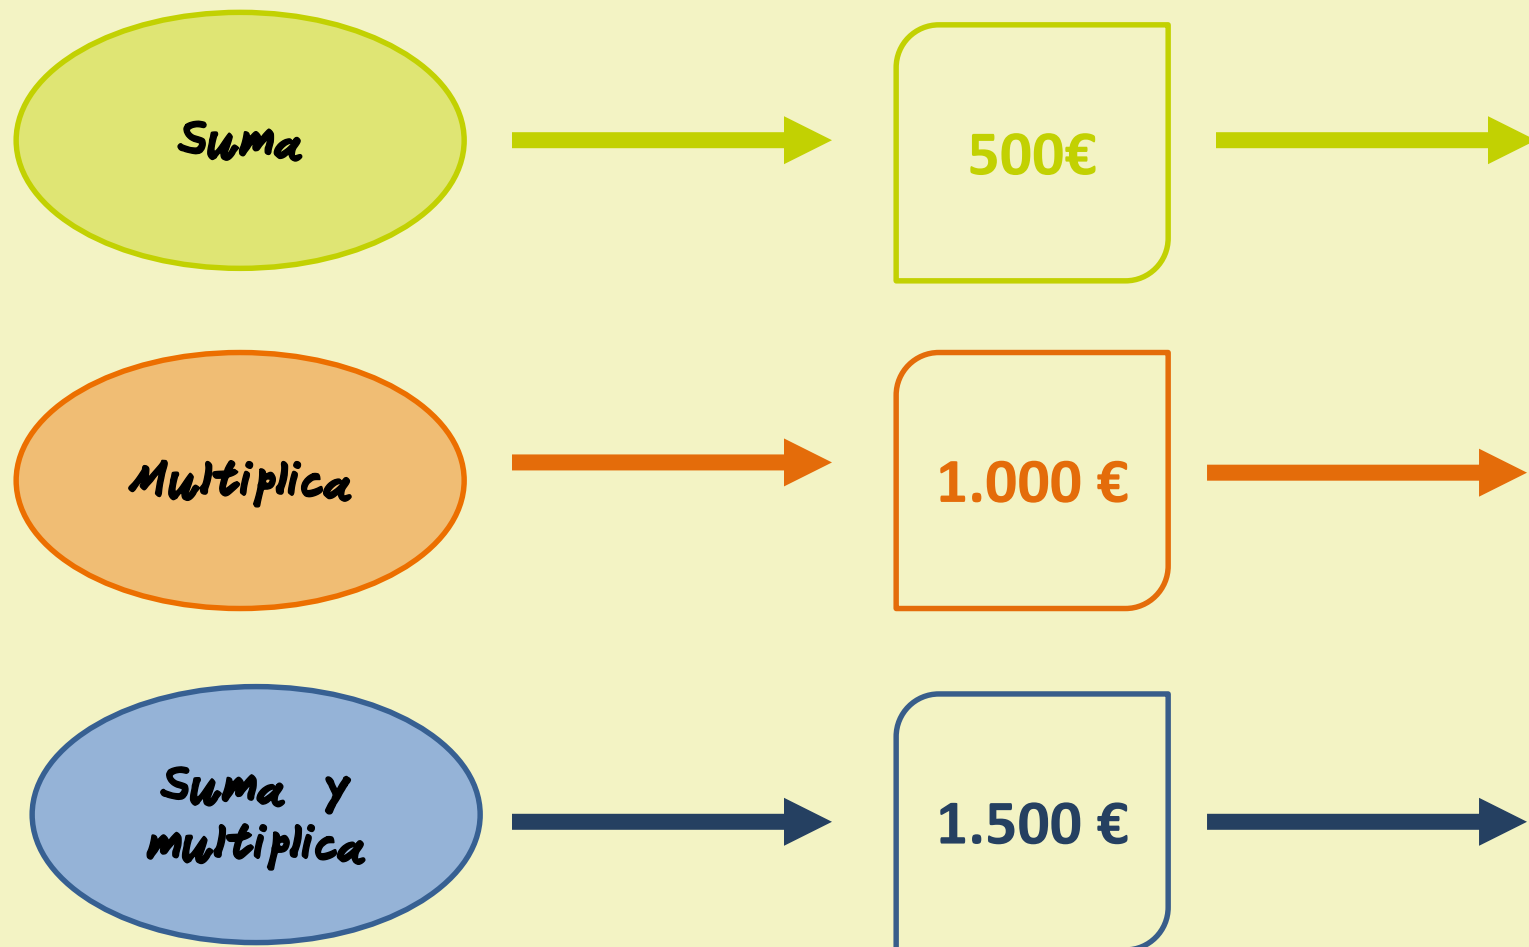 Suma
500€
Multiplica
1.000 €
Suma y
multiplica
1.500 €